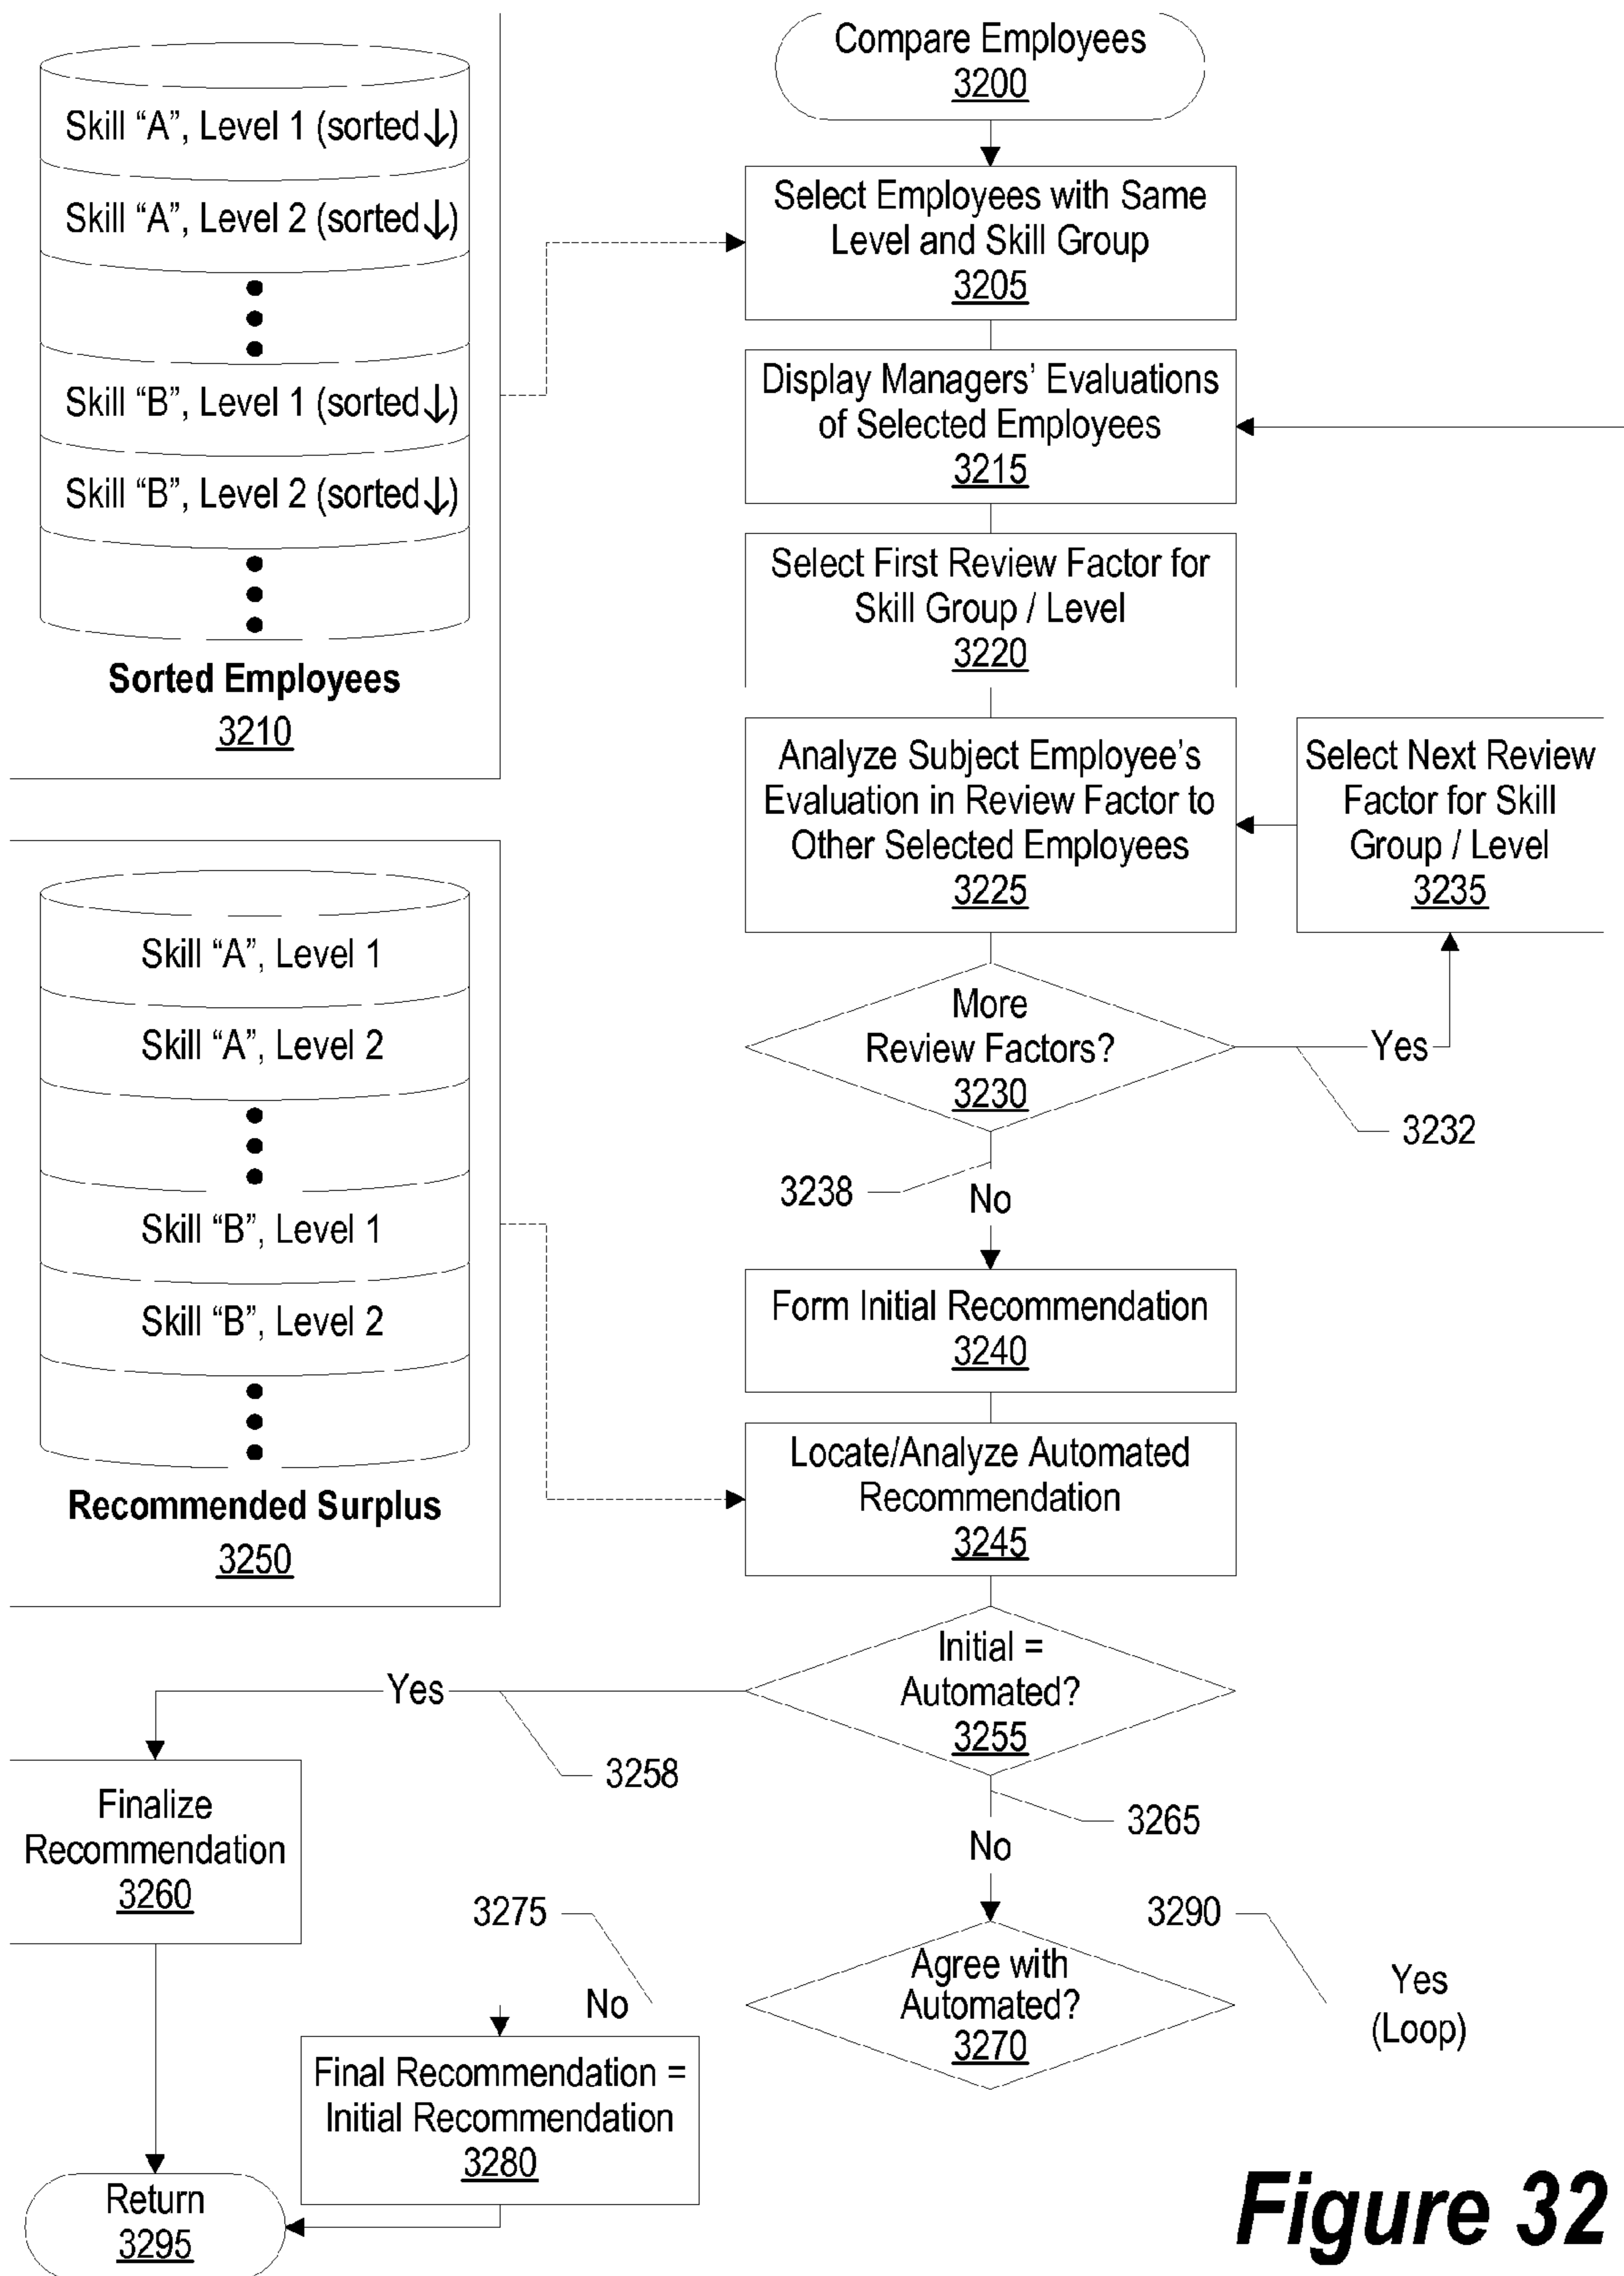 Skill “A”, Level 1 (sorted↓)
Skill “A”, Level 2 (sorted↓)
Skill “B”, Level 1 (sorted↓)
Skill “B”, Level 2 (sorted↓)
Sorted Employees
3210
Skill “A”, Level 1
Skill “A”, Level 2
Skill “B”, Level 1
Skill “B”, Level 2
Recommended Surplus
3250
Compare Employees
3200
Select Employees with Same
Level and Skill Group
3205
Display Managers’ Evaluations
of Selected Employees
3215
Select First Review Factor for
Skill Group / Level
3220
Analyze Subject Employee’s
Evaluation in Review Factor to
Other Selected Employees
3225
Select Next Review
Factor for Skill
Group / Level
3235
More
Review Factors?
3230
Yes
3232
3238
No
Form Initial Recommendation
3240
Locate/Analyze Automated
Recommendation
3245
Initial =
Automated?
3255
Yes
3258
3265
No
Finalize
Recommendation
3260
3275
No
Agree with
Automated?
3270
3290
Yes
(Loop)
Final Recommendation =
Initial Recommendation
3280
Return
3295
Figure 32